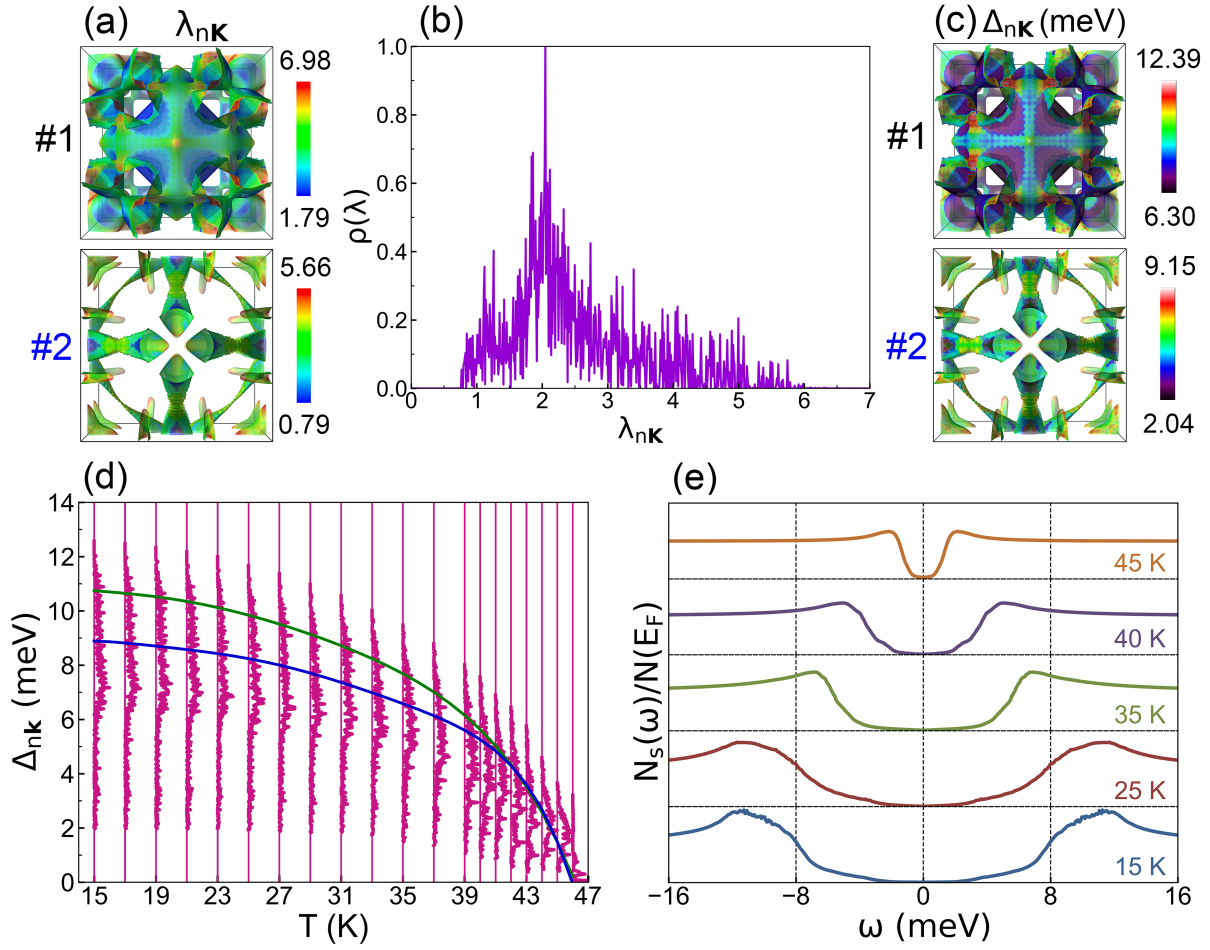 (a) λnK
6.98
#1
1.79
5.66
#2
0.79
(b)
1.0
0.8
0.6
0.4
0.2
0.0
ρ(λ)
0 1 2 3 4 5 6 7
λnK
(c) ΔnK (meV)
12.39
#1
6.30
9.15
#2
2.04
(d)
14
12
10
8
6
4
2
0
Δnk (meV)
15 19 23 27 31 35 39 43 47
T (K)
(e)
Ns(ω)/N(EF)
45 K
40 K
35 K
25 K
15 K
−16 −8 0 8 16
ω (meV)